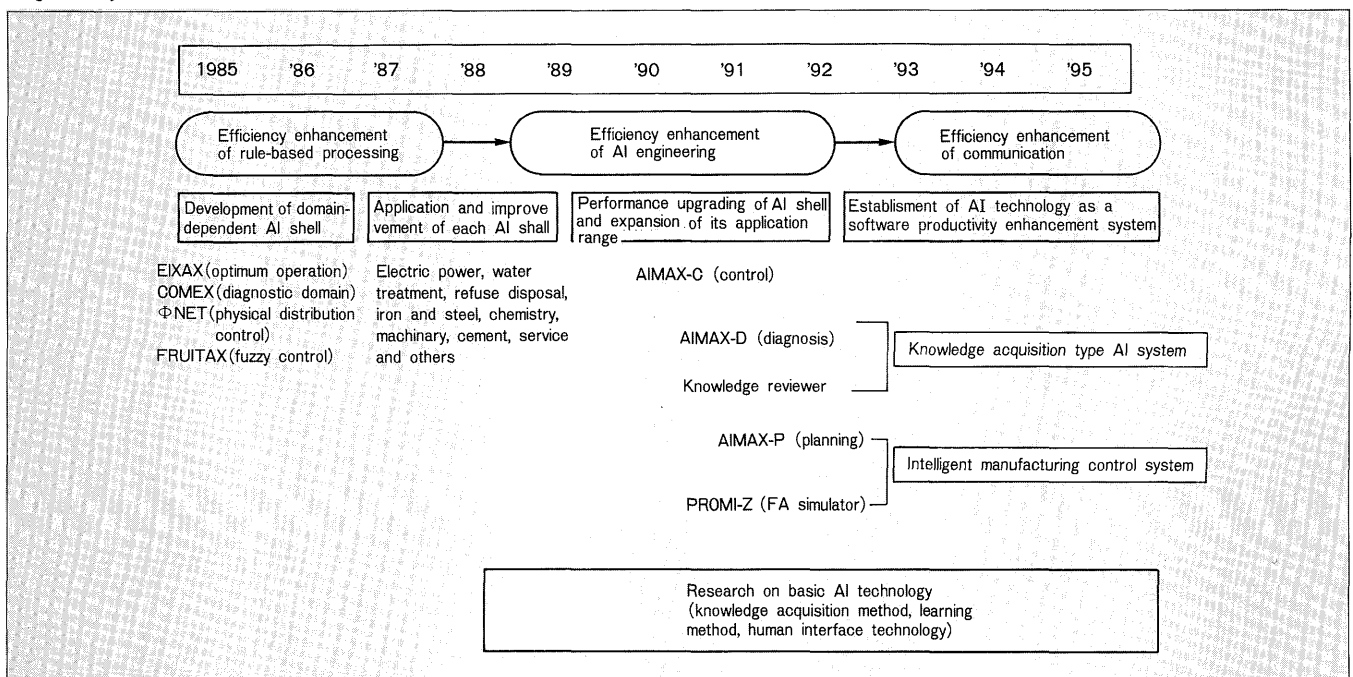 1985 '86 '87 '88 '89 '90 '91 '92 '93 '94 '95
Efficiency enhancement
of rule-based processing
Efficiency enhancement
of AI engineering
Efficiency enhancement
of communication
Development of domain-
dependent AI shell
Application and improve
vement of each AI shall
Performance upgrading of AI shell
and expansion of its application
range
Establisment of AI technology as a
software productivity enhancement system
EIXAX(optimum operation)
COMEX(diagnostic domain)
ΦNET(physical distribution
control)
FRUITAX(fuzzy control)
Electric power, water
treatment, refuse disposal,
iron and steel, chemistry,
machinary, cement, service
and others
AIMAX-C (control)
AIMAX-D (diagnosis)
Knowledge reviewer
Knowledge acquisition type AI system
AIMAX-P (planning)
PROMI-Z (FA simulator)
Intelligent manufacturing control system
Research on basic AI technology
(knowledge acquisition method, learning
method, human interface technology)